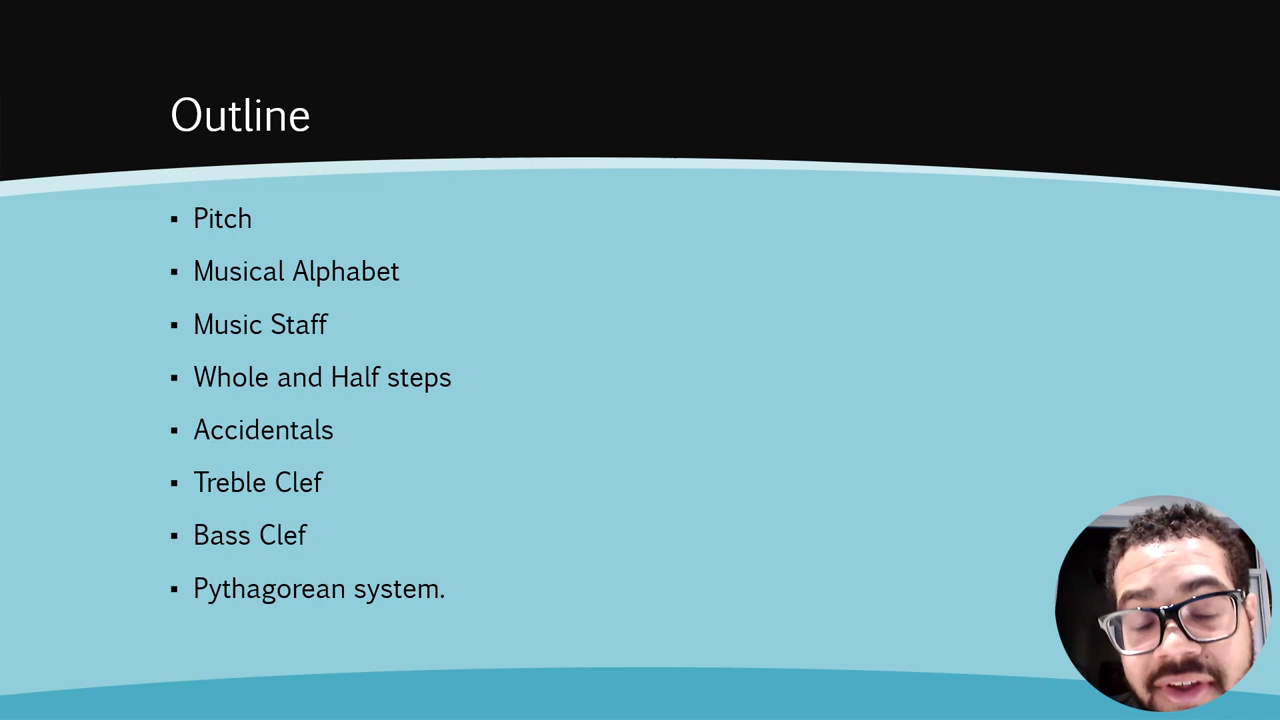 Outline
▪ Pitch
▪ Musical Alphabet
▪ Music Staff
▪ Whole and Half steps
▪ Accidentals
▪ Treble Clef
▪ Bass Clef
▪ Pythagorean system.